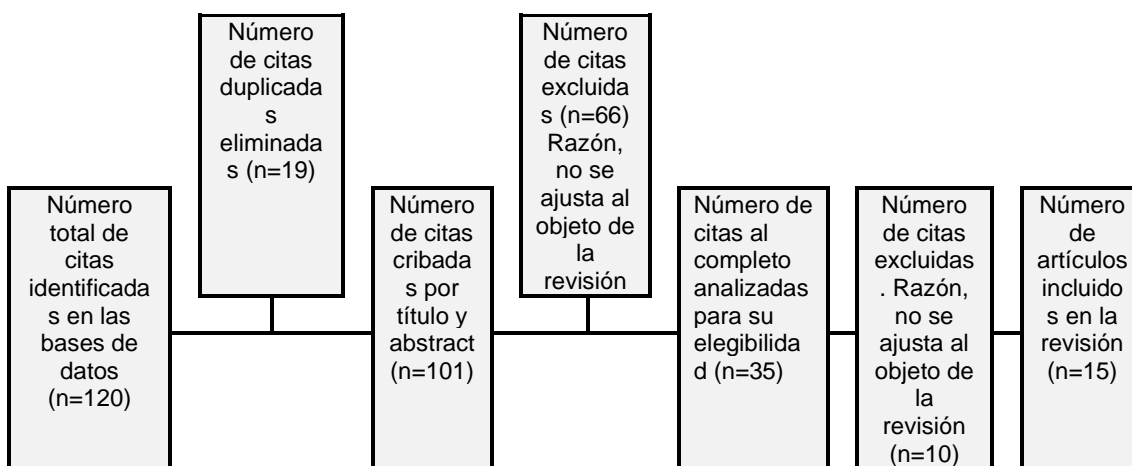 Número
total de
citas
identificada
s en las
bases de
datos
(n=120)
Número
de citas
duplicada
s
eliminada
s (n=19)
Número
de citas
cribada
s por
título y
abstract
(n=101)
Número
de citas
excluida
s (n=66)
Razón,
no se
ajusta al
objeto de
la
revisión
Número de
citas al
completo
analizadas
para su
elegibilida
d (n=35)
Número
de citas
excluidas
. Razón,
no se
ajusta al
objeto de
la
revisión
(n=10)
Número
de
artículos
incluido
s en la
revisión
(n=15)